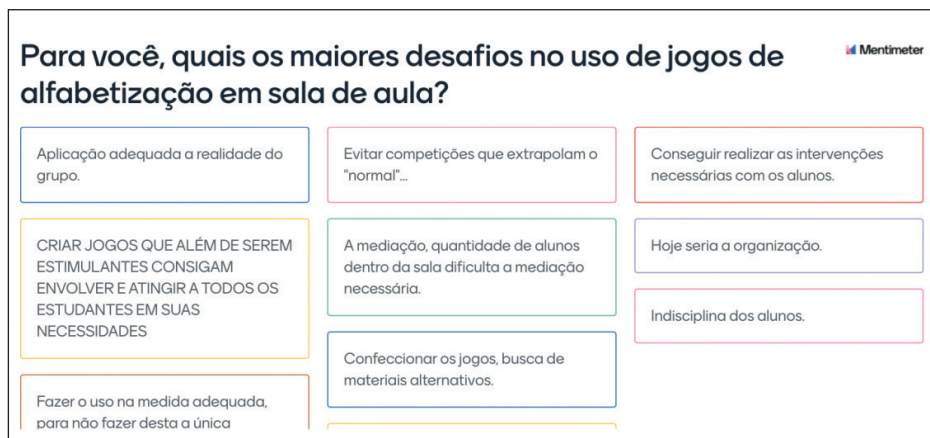 Para você, quais os maiores desafios no uso de jogos de
alfabetização em sala de aula?
Mentimeter
Aplicação adequada a realidade do
grupo.
CRIAR JOGOS QUE ALÉM DE SEREM
ESTIMULANTES CONSIGAM
ENVOLVER E ATINGIR A TODOS OS
ESTUDANTES EM SUAS
NECESSIDADES
Fazer o uso na medida adequada,
para não fazer desta a única
Evitar competições que extrapolam o
"normal"...
A mediação, quantidade de alunos
dentro da sala dificulta a mediação
necessária.
Confeccionar os jogos, busca de
materiais alternativos.
Conseguir realizar as intervenções
necessárias com os alunos.
Hoje seria a organização.
Indisciplina dos alunos.